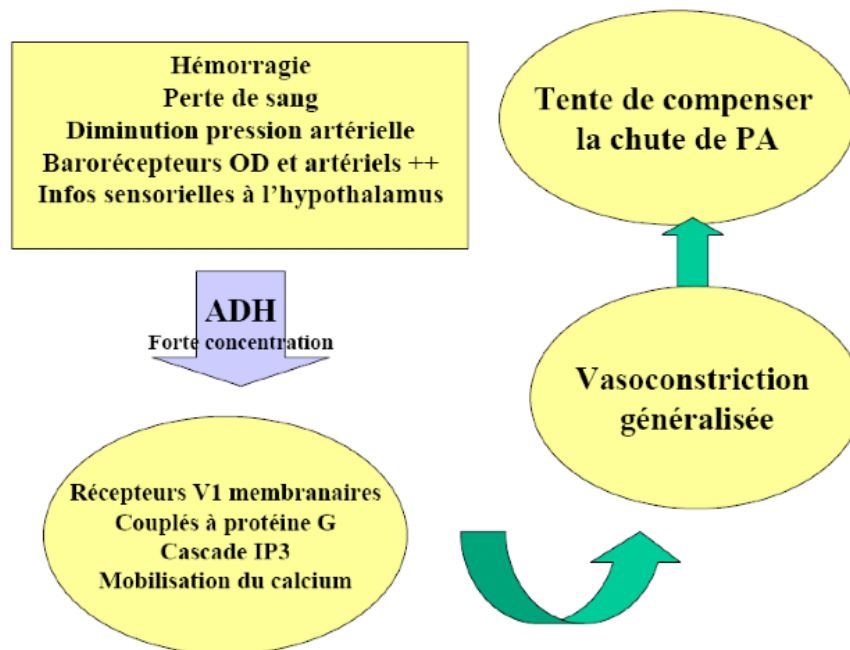 Hémorragie
Perte de sang
Diminution pression artérielle
Barorécepteurs OD et artériels ++
Infos sensorielles à l'hypothalamus
ADH
Forte concentration
Récepteurs V1 membranaires
Couplés à protéine G
Cascade IP3
Mobilisation du calcium
Vasoconstriction
généralisée
Tente de compenser
la chute de PA